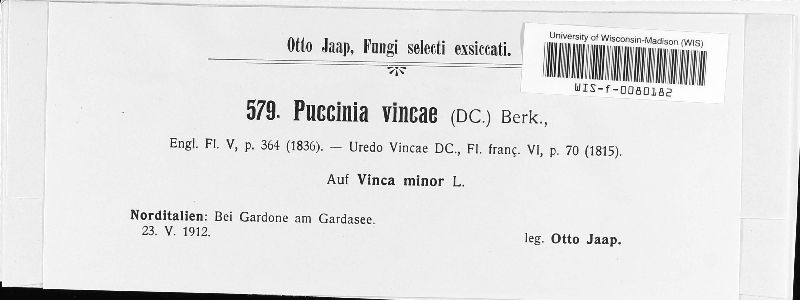 Otto Jaap, Fungi selecti exsiccati.
University of Wisconsin-Madison (WIS)
WIS-f-0080182
579. Puccinia vincae (DC.) Berk.,
Engl. Fl. V, p. 364 (1836). — Uredo Vincae DC., Fl. franç. VI, p. 70 (1815).
Auf Vinca minor L.
Norditalien: Bei Gardone am Gardasee.
23. V. 1912.
leg. Otto Jaap.